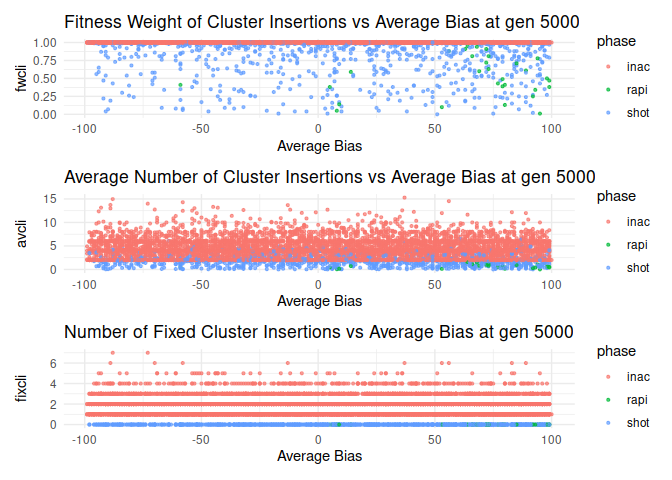 Fitness Weight of Cluster Insertions vs Average Bias at gen 5000
fwcli
1.00
0.75
0.50
0.25
0.00
-100
-50
0
50
100
Average Bias
phase
inac
rapi
shot
Average Number of Cluster Insertions vs Average Bias at gen 5000
avcli
15
10
5
0
-100
-50
0
50
100
Average Bias
phase
inac
rapi
shot
Number of Fixed Cluster Insertions vs Average Bias at gen 5000
fixcli
6
4
2
0
-100
-50
0
50
100
Average Bias
phase
inac
rapi
shot